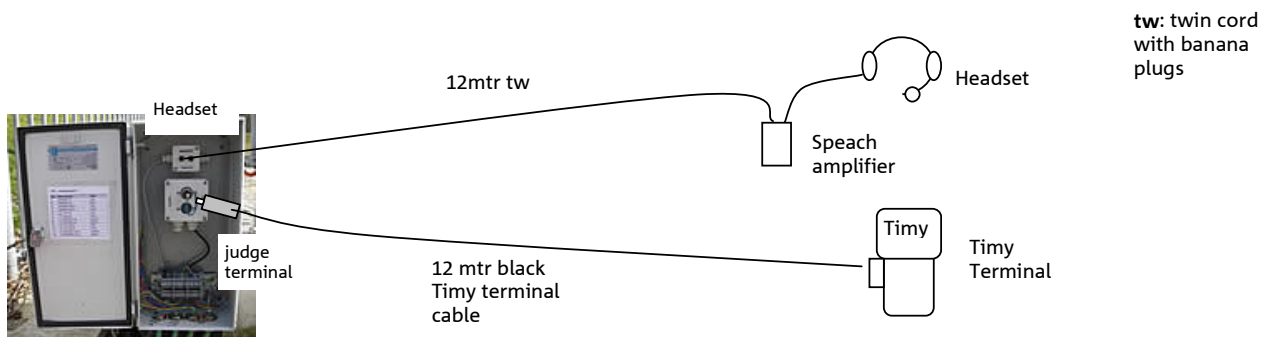 tw: twin cord
with banana
plugs
12mtr tw
Headset
Headset
Speach
amplifier
judge
terminal
Timy
Timy
Terminal
12 mtr black
Timy terminal
cable